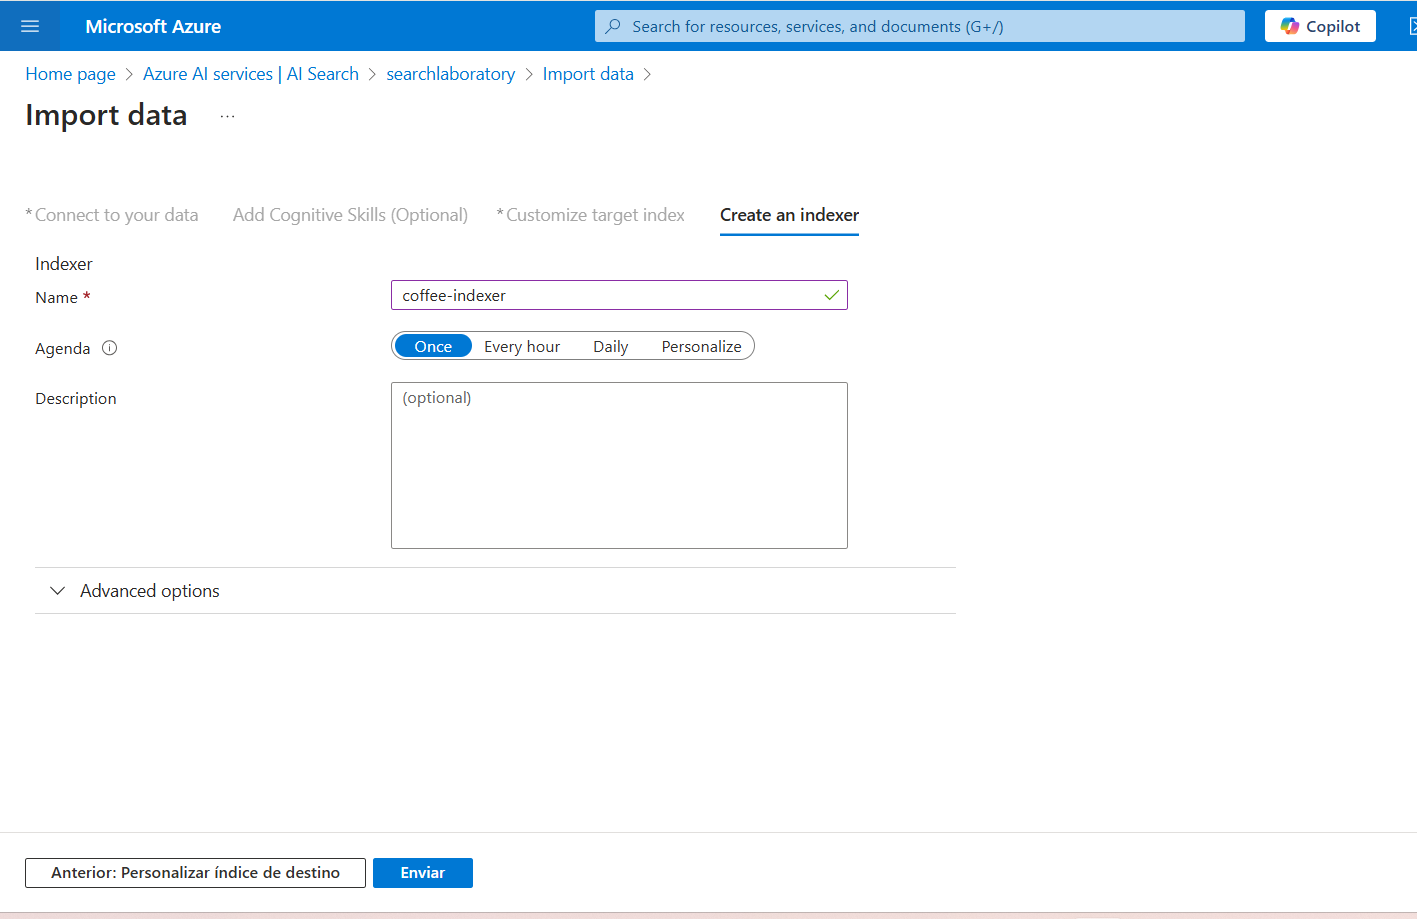 Microsoft Azure
Search for resources, services, and documents (G+/)
Copilot
Home page > Azure AI services | AI Search > searchlaboratory > Import data >
Import data ...
*Connect to your data Add Cognitive Skills (Optional) *Customize target index Create an indexer
Indexer
Name *
coffee-indexer
Agenda
Once Every hour Daily Personalize
Description
(optional)
Advanced options
Anterior: Personalizar índice de destino
Enviar